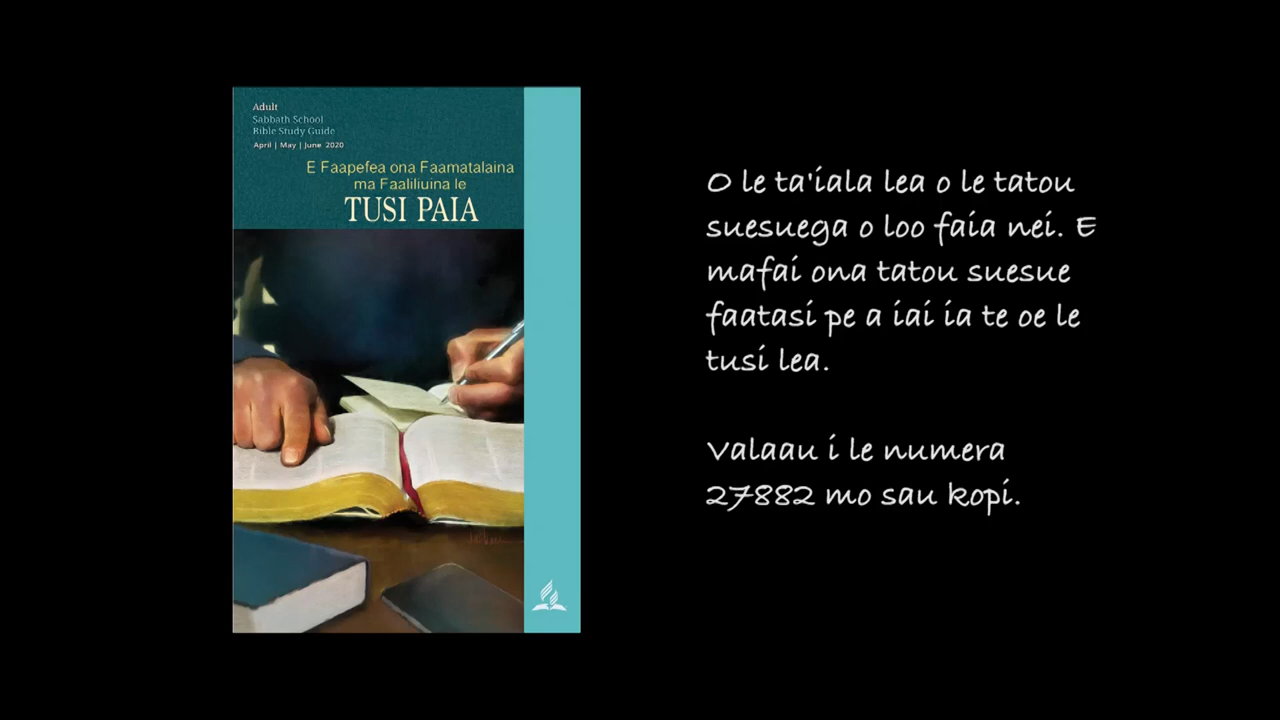 Adult
Sabbath School
Bible Study Guide
April | May | June 2020
E Faapefea ona Faamatalaina
ma Faaliliuina le
TUSI PAIA
O le ta'iala lea o le tatou
suesuega o loo faia nei. E
mafai ona tatou suesue
faatasi pe a iai ia te oe le
tusi lea.
Valaau i le numera
27882 mo sau kopi.